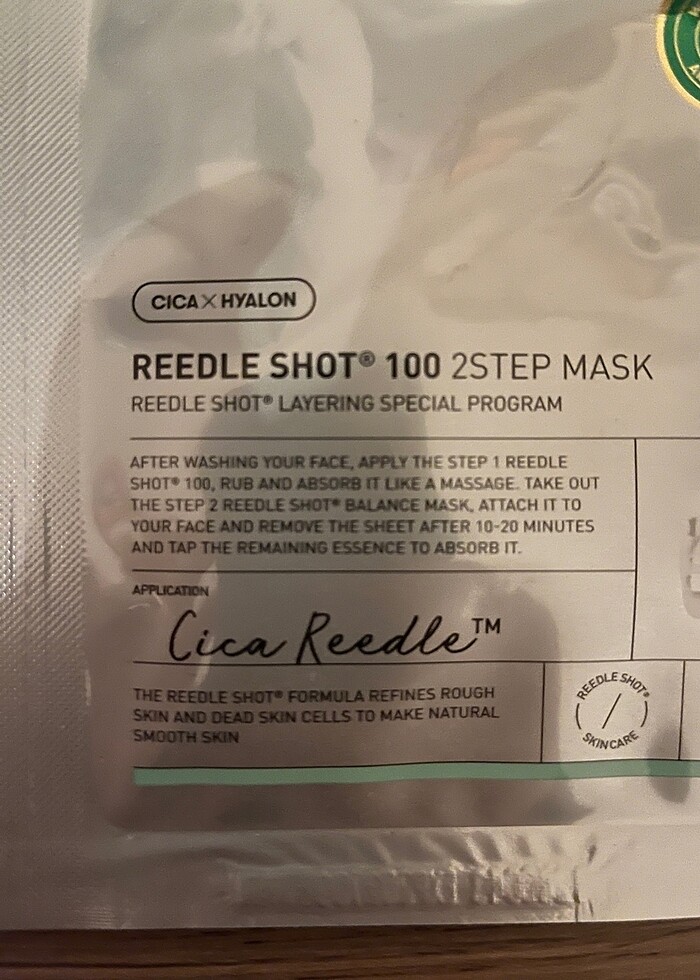 CICA X HYALON
REEDLE SHOT® 100 2STEP MASK
REEDLE SHOT® LAYERING SPECIAL PROGRAM
AFTER WASHING YOUR FACE, APPLY THE STEP 1 REEDLE
SHOT® 100, RUB AND ABSORB IT LIKE A MASSAGE. TAKE OUT
THE STEP 2 REEDLE SHOT® BALANCE MASK, ATTACH IT TO
YOUR FACE AND REMOVE THE SHEET AFTER 10-20 MINUTES
AND TAP THE REMAINING ESSENCE TO ABSORB IT.
APPLICATION
Cica Reedle™
THE REEDLE SHOT® FORMULA REFINES ROUGH
SKIN AND DEAD SKIN CELLS TO MAKE NATURAL
SMOOTH SKIN
REEDLE SHOT®
SKINCARE